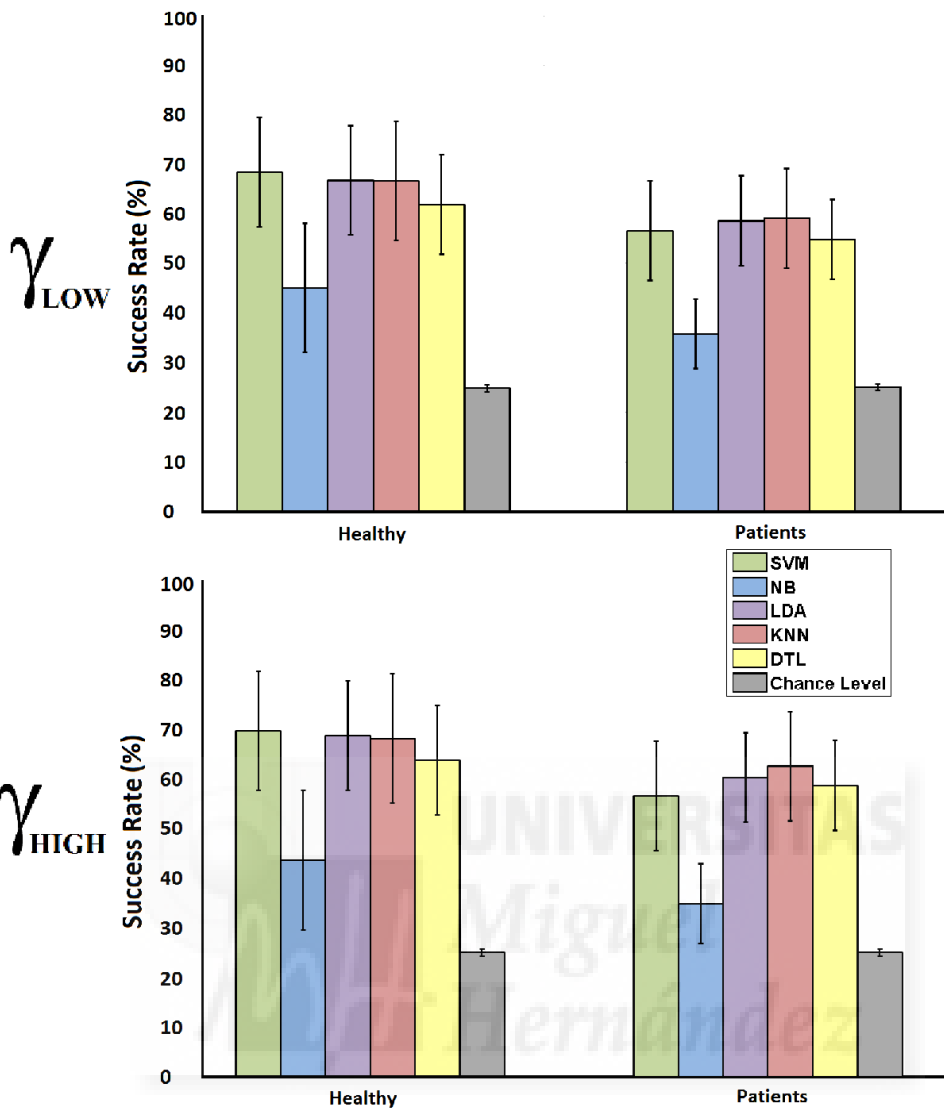 100
90
80
70
60
50
40
30
20
10
0
Success Rate (%)
γLOW
Healthy
Patients
SVM
NB
LDA
KNN
DTL
Chance Level
100
90
80
70
60
50
40
30
20
10
0
Success Rate (%)
γHIGH
UNIVERSITAS
Miguel
Hernández
Healthy
Patients